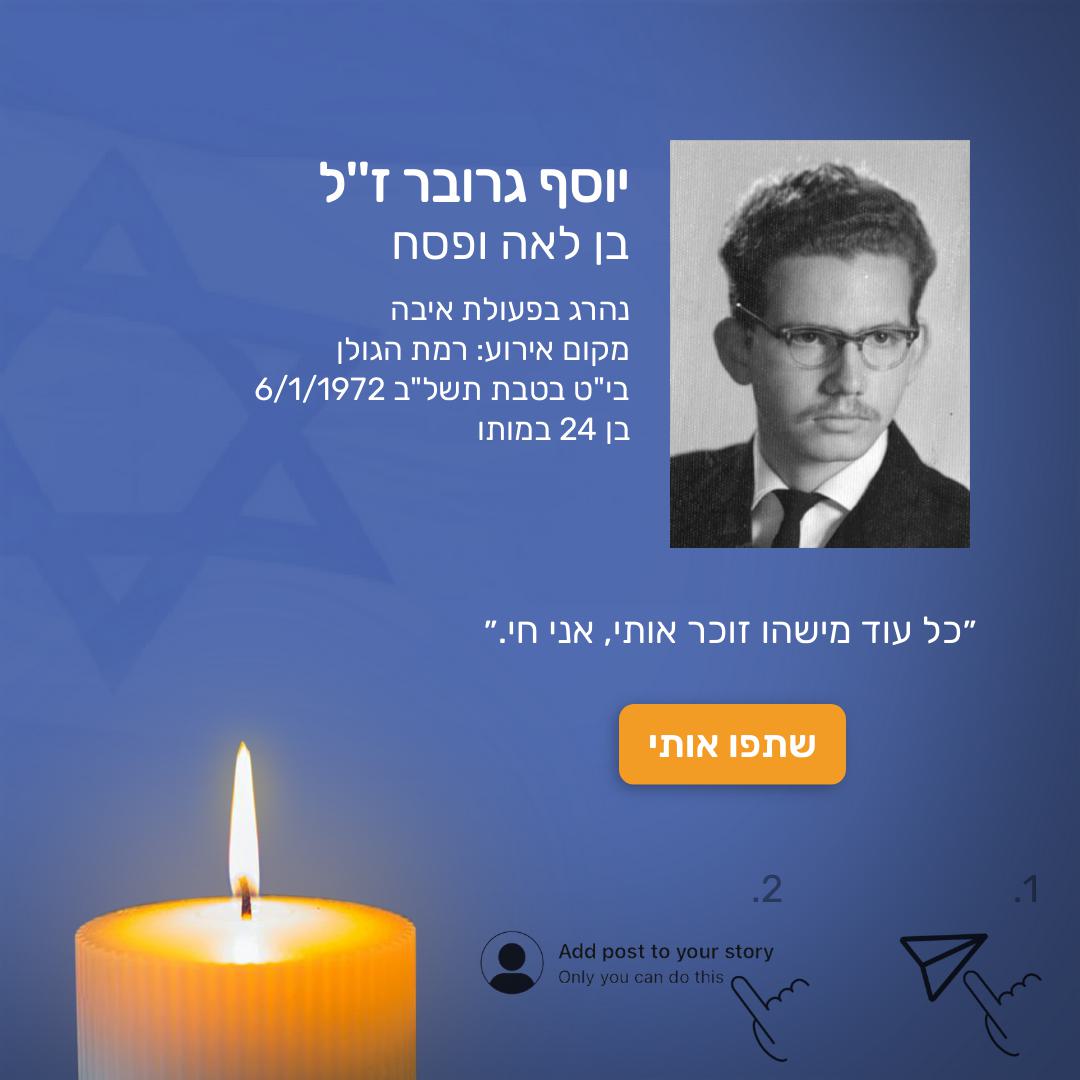 יוסף גרובר ז"ל
בן לאה ופסח
נהרג בפעולת איבה
מקום אירוע: רמת הגולן
בי"ט בטבת תשל"ב 6/1/1972
בן 24 במותו
״כל עוד מישהו זוכר אותי, אני חי.״
שתפו אותי
.1
.2
Add post to your story
Only you can do this